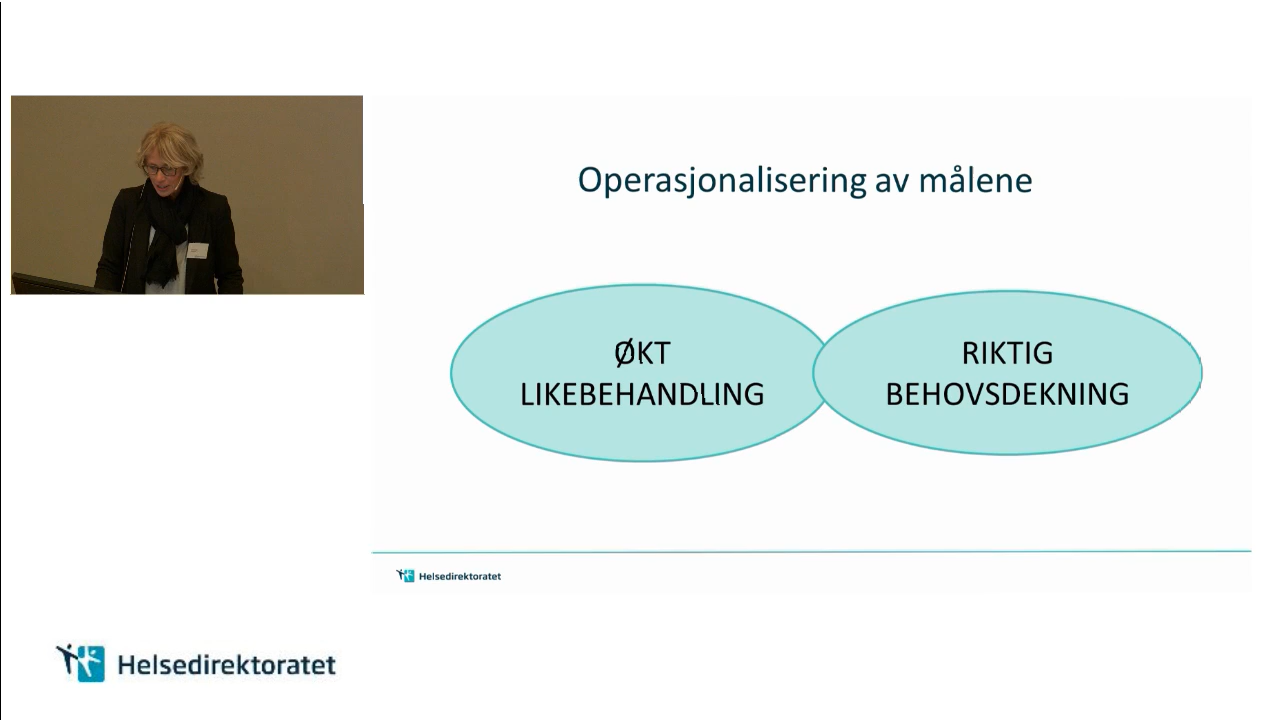 Operasjonalisering av målene
ØKT
LIKEBEHANDLING
RIKTIG
BEHOVSDEKNING
Helsedirektoratet
Helsedirektoratet